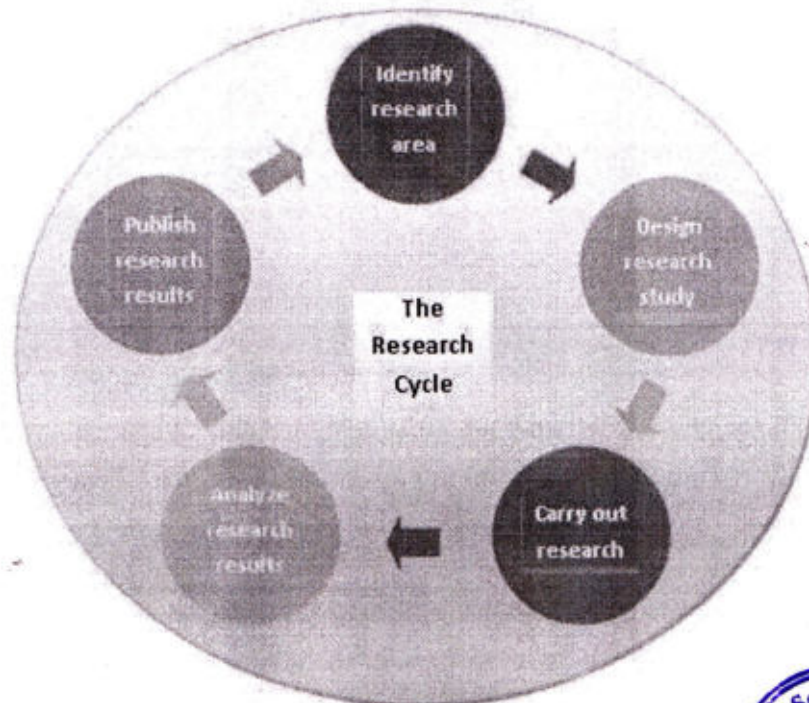 Identify
research
area
Design
research
study
Carry out
research
Analyze
research
results
Publish
research
results
The
Research
Cycle